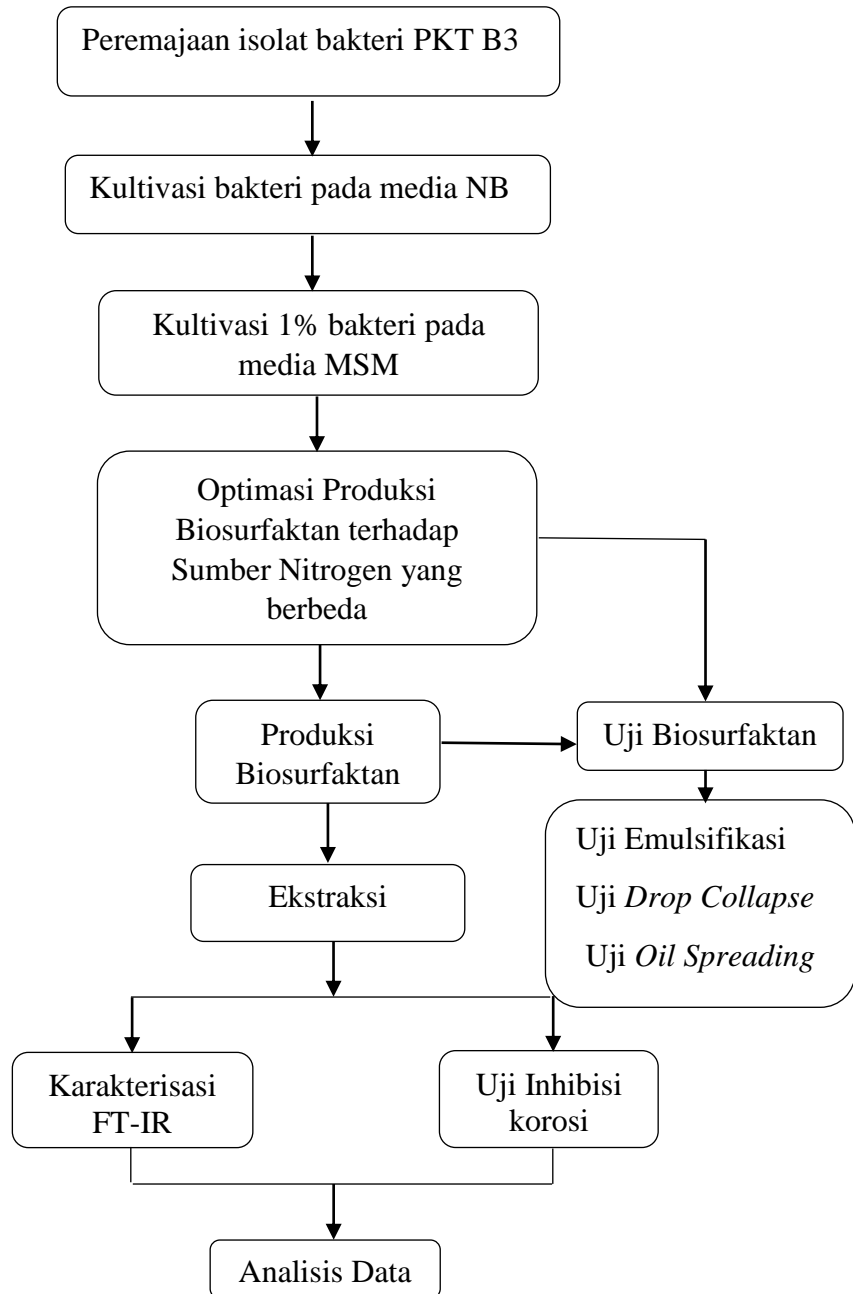 Peremajaan isolat bakteri PKT B3
Kultivasi bakteri pada media NB
Kultivasi 1% bakteri pada
media MSM
Optimasi Produksi
Biosurfaktan terhadap
Sumber Nitrogen yang
berbeda
Produksi
Biosurfaktan
Uji Biosurfaktan
Uji Emulsifikasi
Uji Drop Collapse
Uji Oil Spreading
Ekstraksi
Karakterisasi
FT-IR
Uji Inhibisi
korosi
Analisis Data